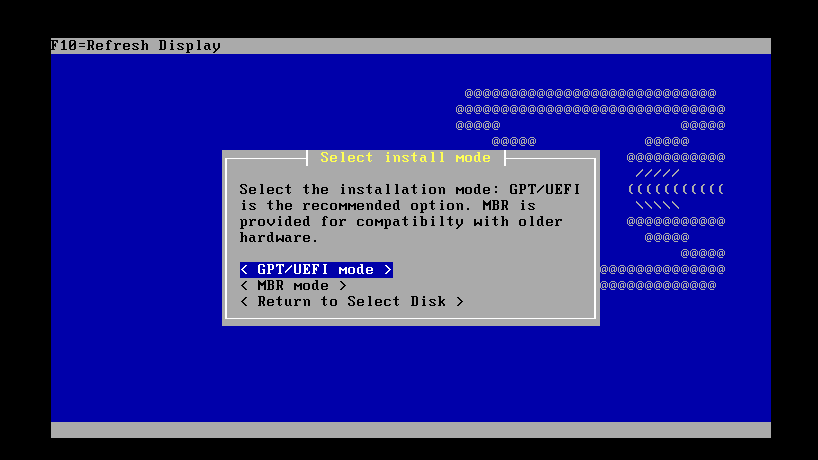 F10=Refresh Display
@@@@@@@@@@@@@@@@@@@@@@@@@@@@
@@@@@@@@@@@@@@@@@@@@@@@@@@@@@@
@@@@@ @@@@@
@@@@@ @@@@@
@@@@@@@@@@@
/////
(((((((((((
\\\\\
@@@@@@@@@@@
@@@@@
@@@@@
@@@@@@@@@@@@@@
@@@@@@@@@@@@@
Select install mode
Select the installation mode: GPT/UEFI
is the recommended option. MBR is
provided for compatibilty with older
hardware.
< GPT/UEFI mode >
< MBR mode >
< Return to Select Disk >